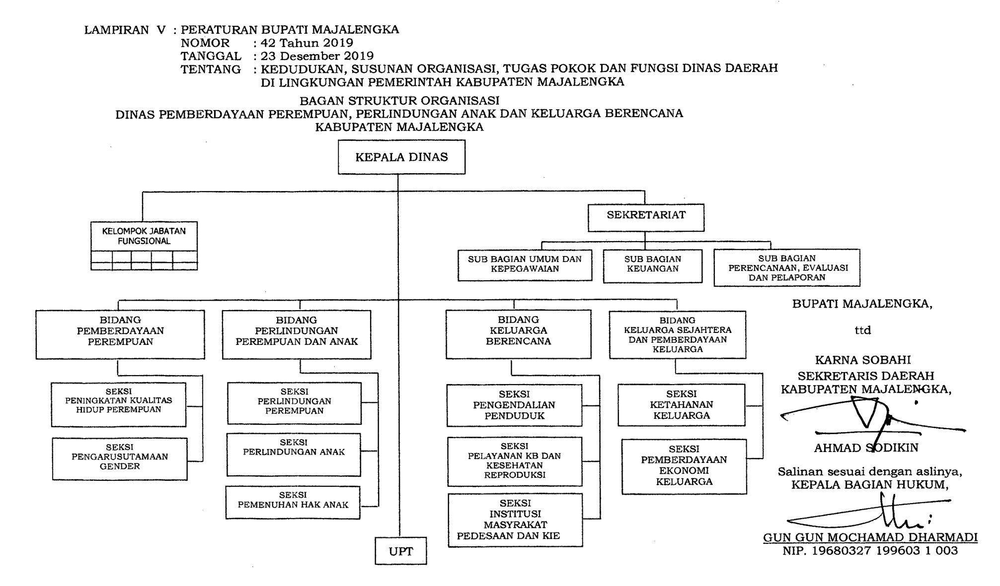 LAMPIRAN V : PERATURAN BUPATI MAJALENGKA
NOMOR : 42 Tahun 2019
TANGGAL : 23 Desember 2019
TENTANG : KEDUDUKAN, SUSUNAN ORGANISASI, TUGAS POKOK DAN FUNGSI DINAS DAERAH
DI LINGKUNGAN PEMERINTAH KABUPATEN MAJALENGKA
BAGAN STRUKTUR ORGANISASI
DINAS PEMBERDAYAAN PEREMPUAN, PERLINDUNGAN ANAK DAN KELUARGA BERENCANA
KABUPATEN MAJALENGKA
KEPALA DINAS
SEKRETARIAT
KELOMPOK JABATAN
FUNGSIONAL
SUB BAGIAN UMUM DAN
KEPEGAWAIAN
SUB BAGIAN
KEUANGAN
SUB BAGIAN
PERENCANAAN, EVALUASI
DAN PELAPORAN
BIDANG
PEMBERDAYAAN
PEREMPUAN
BIDANG
PERLINDUNGAN
PEREMPUAN DAN ANAK
BIDANG
KELUARGA
BERENCANA
BIDANG
KELUARGA SEJAHTERA
DAN PEMBERDAYAAN
KELUARGA
SEKSI
PENINGKATAN KUALITAS
HIDUP PEREMPUAN
SEKSI
PENGARUSUTAMAAN
GENDER
SEKSI
PERLINDUNGAN
PEREMPUAN
SEKSI
PERLINDUNGAN ANAK
SEKSI
PEMENUHAN HAK ANAK
SEKSI
PENGENDALIAN
PENDUDUK
SEKSI
PELAYANAN KB DAN
KESEHATAN
REPRODUKSI
SEKSI
INSTITUSI
MASYRAKAT
PEDESAAN DAN KIE
SEKSI
KETAHANAN
KELUARGA
SEKSI
PEMBERDAYAAN
EKONOMI
KELUARGA
UPT
BUPATI MAJALENGKA,
ttd
KARNA SOBAHI
SEKRETARIS DAERAH
KABUPATEN MAJALENGKA,
AHMAD SODIKIN
Salinan sesuai dengan aslinya,
KEPALA BAGIAN HUKUM,
GUN GUN MOCHAMAD DHARMADI
NIP. 19680327 199603 1 003